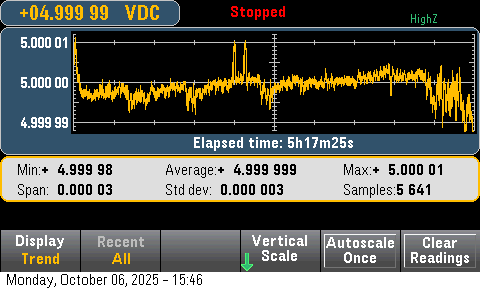 +04.999 99 VDC
Stopped
HighZ
5.000 01
5.000 00
4.999 99
Elapsed time: 5h17m25s
Min:+ 4.999 98 Average:+ 4.999 999 Max:+ 5.000 01
Span: 0.000 03 Std dev: 0.000 003 Samples:5 641
Display Recent Vertical Autoscale Clear
Trend All Scale Once Readings
Monday, October 06, 2025 - 15:46